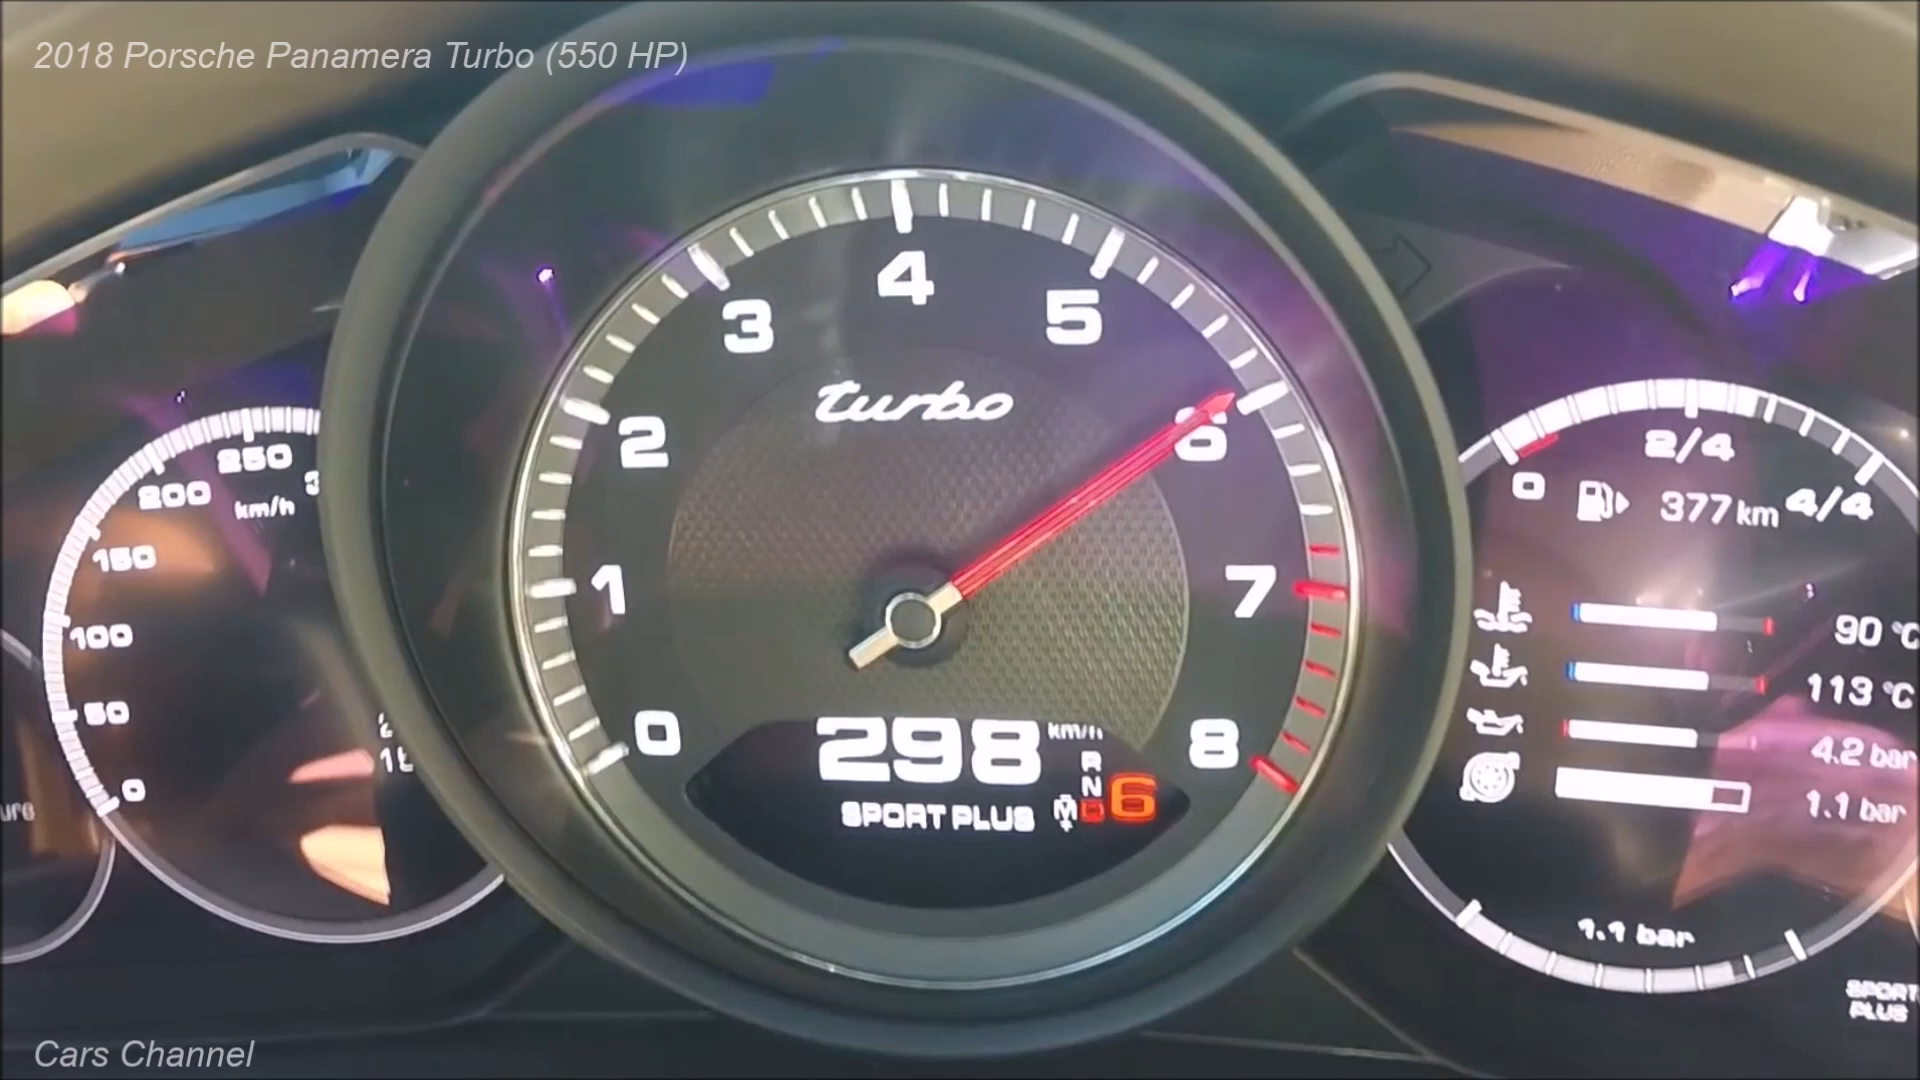 2018 Porsche Panamera Turbo (550 HP)
250
200
km/h
150
100
50
0
4
3
5
turbo
2
6
1
7
0
8
298 km/h
R
N
M D 6
SPORT PLUS
2/4
0
4/4
377 km
90 °C
113 °C
4.2 bar
1.1 bar
1.1 bar
SPORT
PLUS
Cars Channel